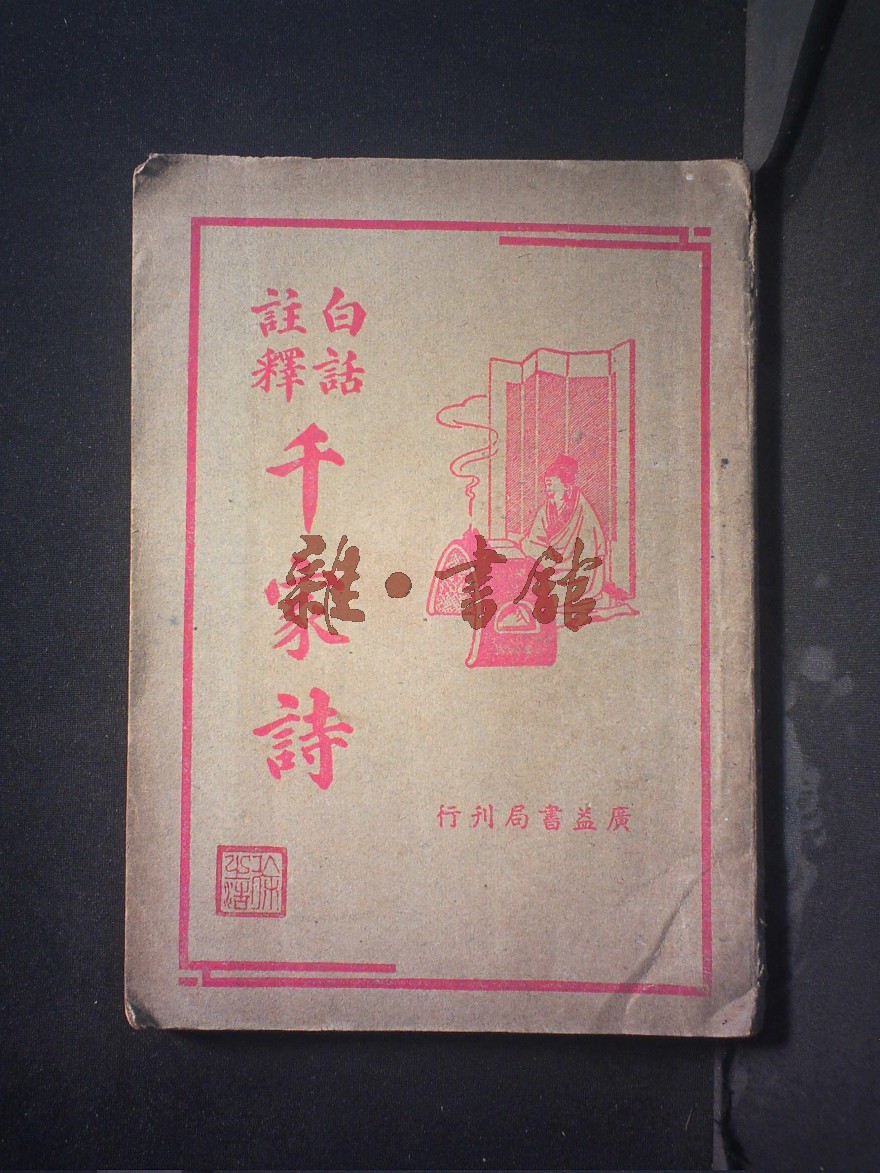 白話
註釋
千家詩
廣益書局刊行
雜·書館